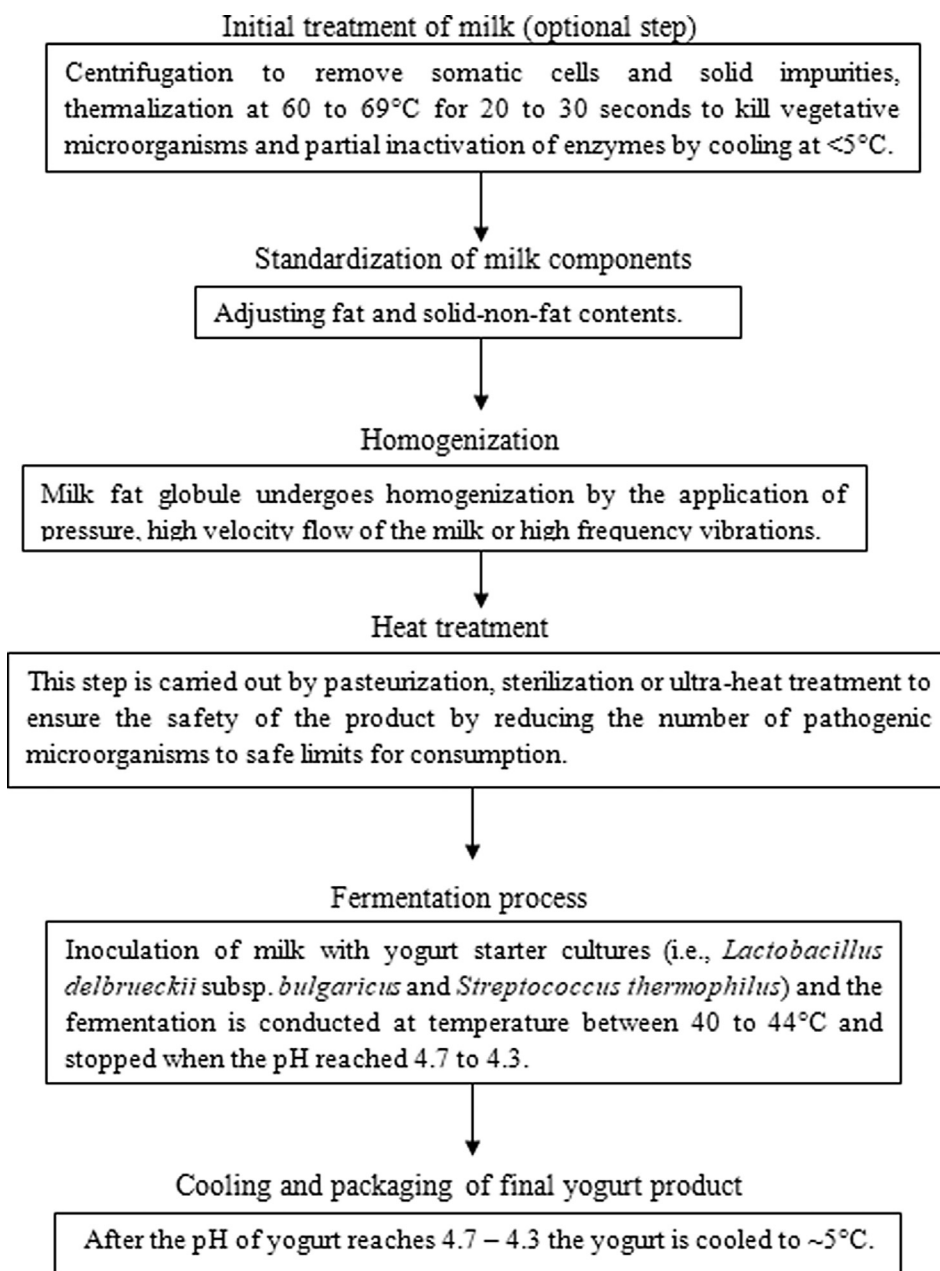 Initial treatment of milk (optional step)
Centrifugation to remove somatic cells and solid impurities,
thermalization at 60 to 69°C for 20 to 30 seconds to kill vegetative
microorganisms and partial inactivation of enzymes by cooling at <5°C.
Standardization of milk components
Adjusting fat and solid-non-fat contents.
Homogenization
Milk fat globule undergoes homogenization by the application of
pressure, high velocity flow of the milk or high frequency vibrations.
Heat treatment
This step is carried out by pasteurization, sterilization or ultra-heat treatment to
ensure the safety of the product by reducing the number of pathogenic
microorganisms to safe limits for consumption.
Fermentation process
Inoculation of milk with yogurt starter cultures (i.e., Lactobacillus
delbrueckii subsp. bulgaricus and Streptococcus thermophilus) and the
fermentation is conducted at temperature between 40 to 44°C and
stopped when the pH reached 4.7 to 4.3.
Cooling and packaging of final yogurt product
After the pH of yogurt reaches 4.7 – 4.3 the yogurt is cooled to ~5°C.